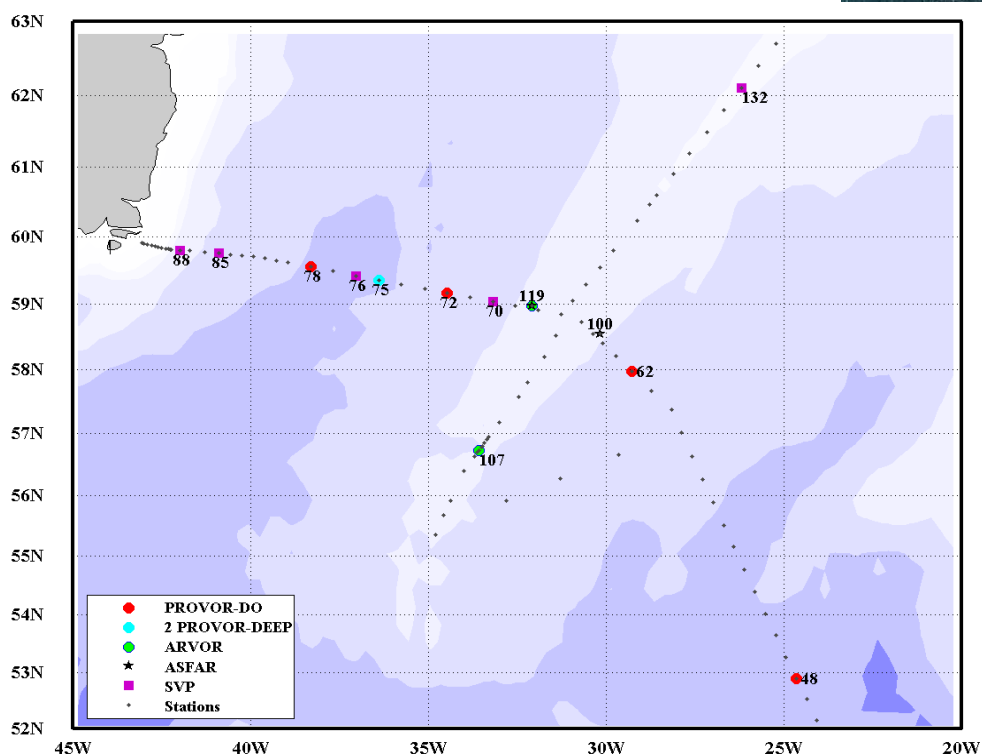 63N
62N
132
61N
60N
88
85
78
76
75
59N
72
70
119
100
58N
62
57N
107
56N
55N
54N
PROVOR-DO
2 PROVOR-DEEP
ARVOR
ASFAR
53N
SVP
48
Stations
52N
45W 40W 35W 30W 25W 20W